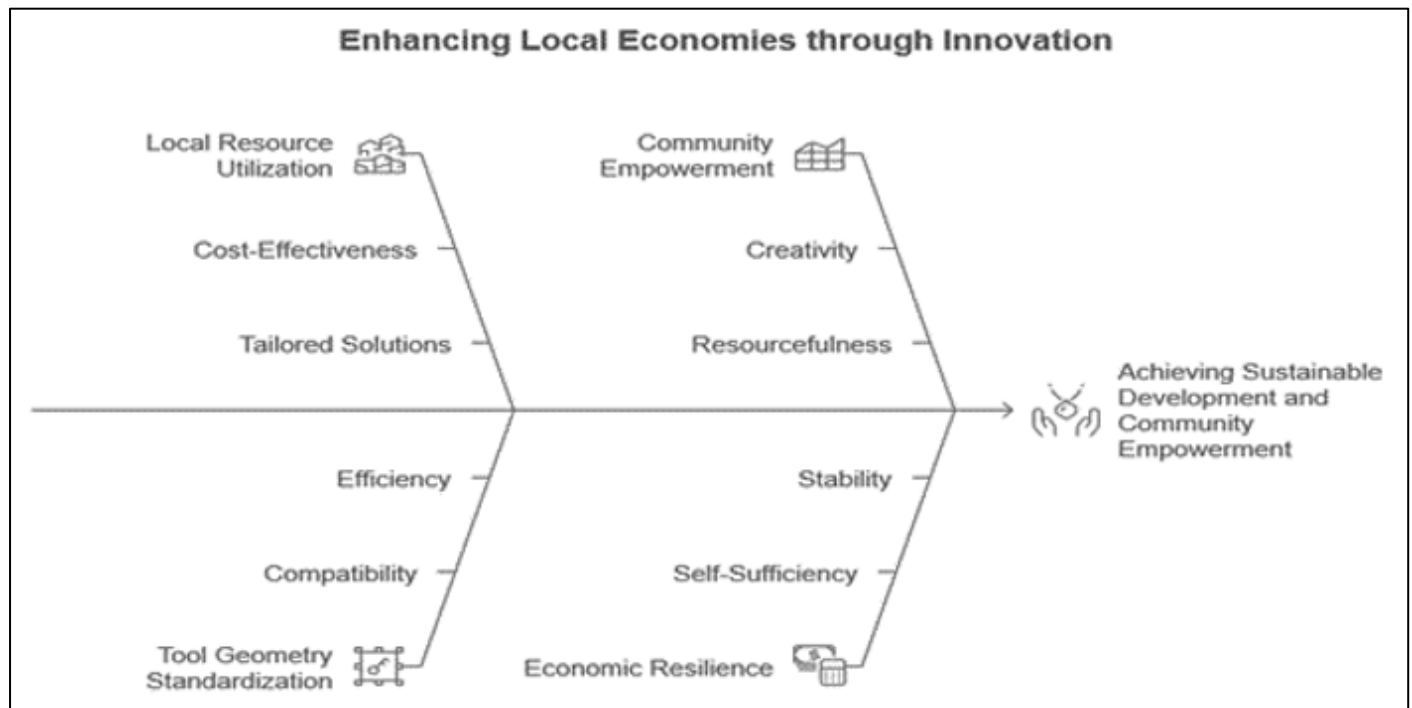 Enhancing Local Economies through Innovation
Local Resource
Utilization
Community
Empowerment
Cost-Effectiveness
Creativity
Tailored Solutions
Resourcefulness
Achieving Sustainable
Development and
Community
Empowerment
Efficiency
Stability
Compatibility
Self-Sufficiency
Tool Geometry
Standardization
Economic Resilience